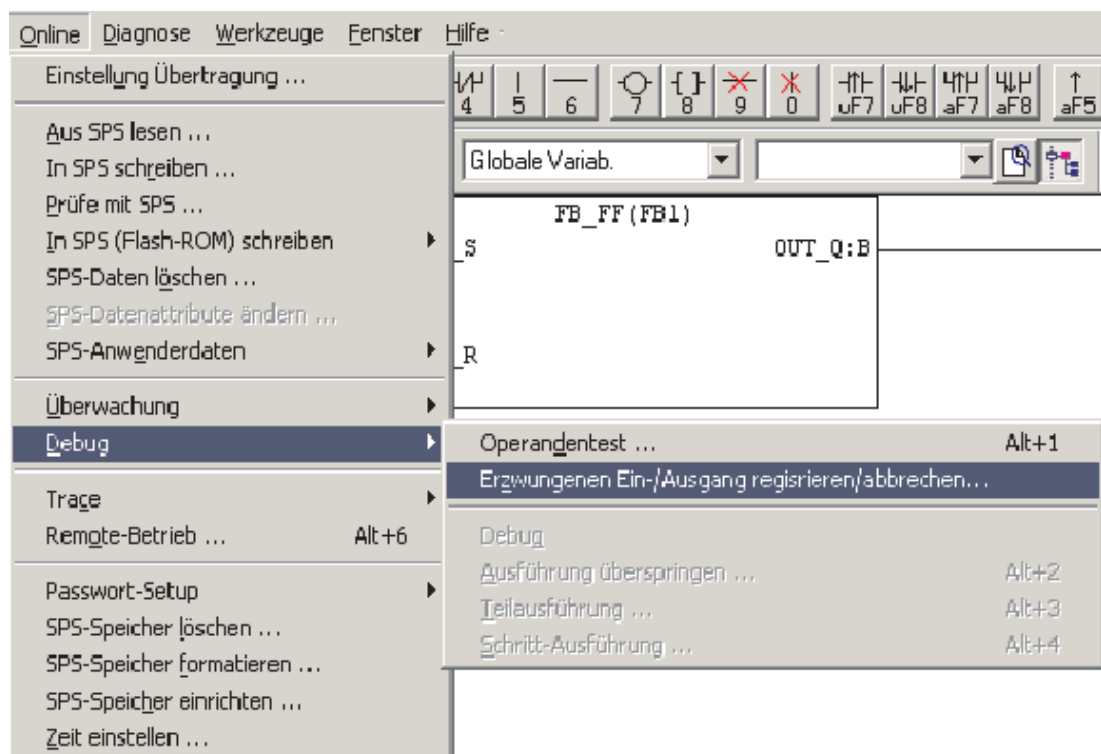 Online Diagnose Werkzeuge Fenster Hilfe
Einstellung Übertragung ...
Aus SPS lesen ...
In SPS schreiben ...
Prüfe mit SPS ...
In SPS (Flash-ROM) schreiben
SPS-Daten löschen ...
SPS-Datenattribute ändern ...
SPS-Anwenderdaten
Überwachung
Debug
Trace
Remote-Betrieb ... Alt+6
Passwort-Setup
SPS-Speicher löschen ...
SPS-Speicher formatieren ...
SPS-Speicher einrichten ...
Zeit einstellen ...
4 5 6 7 8 9 0 uF7 uF8 aF7 aF8 aF5
Globale Variab.
FB_FF(FB1)
_S OUT_Q:B
_R
Operandentest ... Alt+1
Erzwungenen Ein-/Ausgang regisrieren/abbrechen...
Debug
Ausführung überspringen ... Alt+2
Teilausführung ... Alt+3
Schritt-Ausführung ... Alt+4